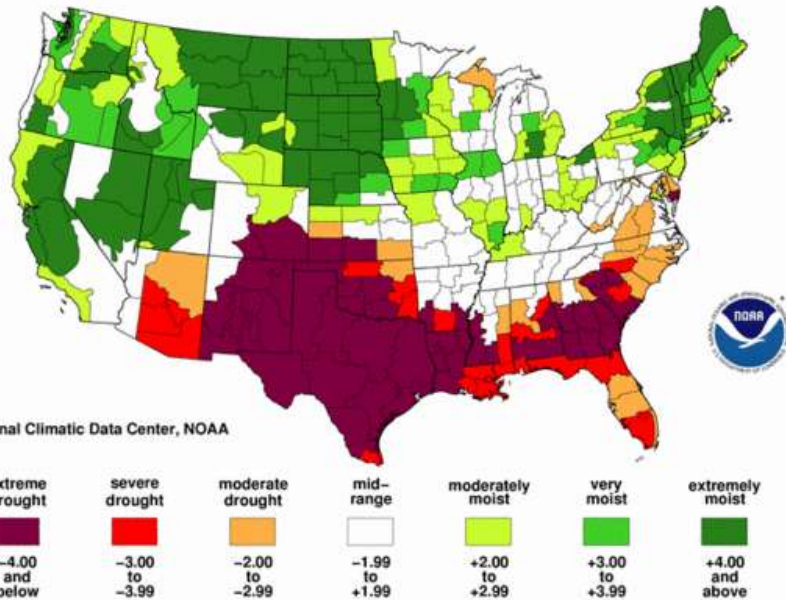 NOAA
nal Climatic Data Center, NOAA
xtreme
rought
severe
drought
moderate
drought
mid–
range
moderately
moist
very
moist
extremely
moist
−4.00
and
below
−3.00
to
−3.99
−2.00
to
−2.99
−1.99
to
+1.99
+2.00
to
+2.99
+3.00
to
+3.99
+4.00
and
above